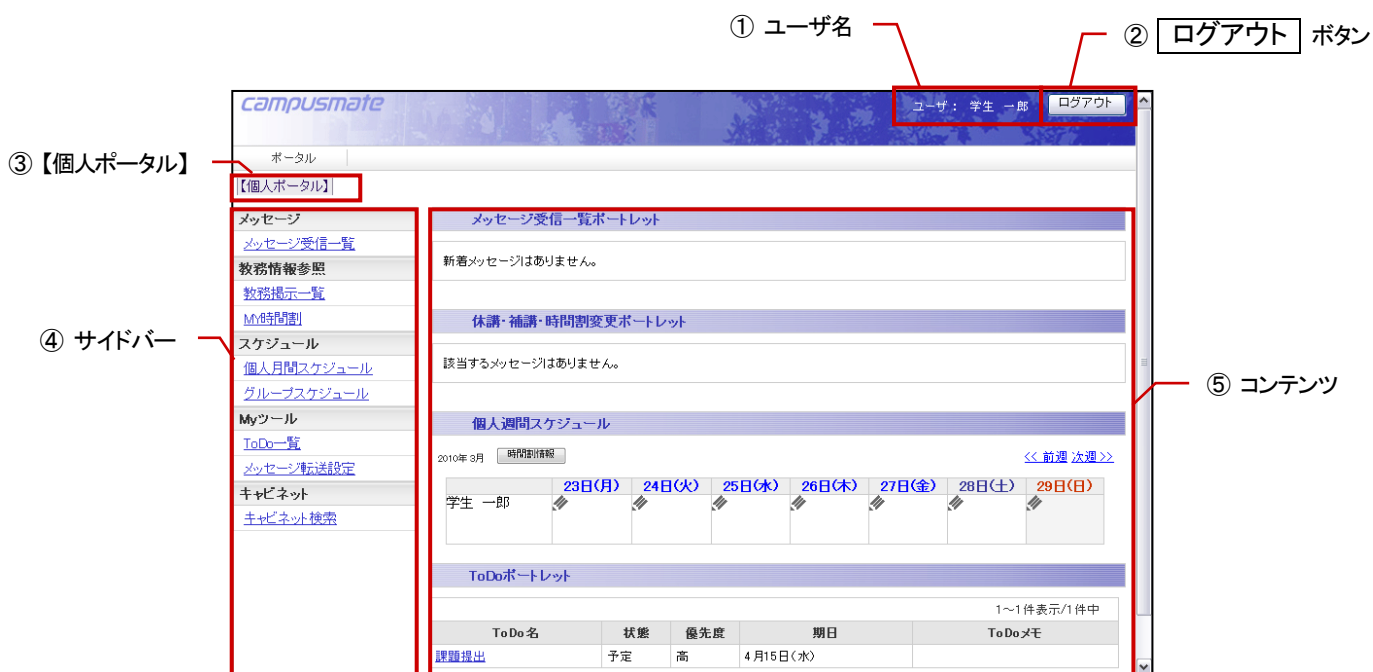 ① ユーザ名
② ログアウト ボタン
campusmate
ユーザ： 学生 一郎
ログアウト
ポータル
③【個人ポータル】
【個人ポータル】
メッセージ
メッセージ受信一覧
教務情報参照
教務掲示一覧
MY時間割
スケジュール
個人月間スケジュール
グループスケジュール
Myツール
ToDo一覧
メッセージ転送設定
キャビネット
キャビネット検索
④ サイドバー
メッセージ受信一覧ポートレット
新着メッセージはありません。
休講・補講・時間割変更ポートレット
該当するメッセージはありません。
⑤ コンテンツ
個人週間スケジュール
2010年 3月 時間割情報 << 前週 次週 >>
23日(月) 24日(火) 25日(水) 26日(木) 27日(金) 28日(土) 29日(日)
学生 一郎
ToDoポートレット
1～1件表示/1件中
ToDo名 状態 優先度 期日 ToDoメモ
課題提出 予定 高 4月15日(水)